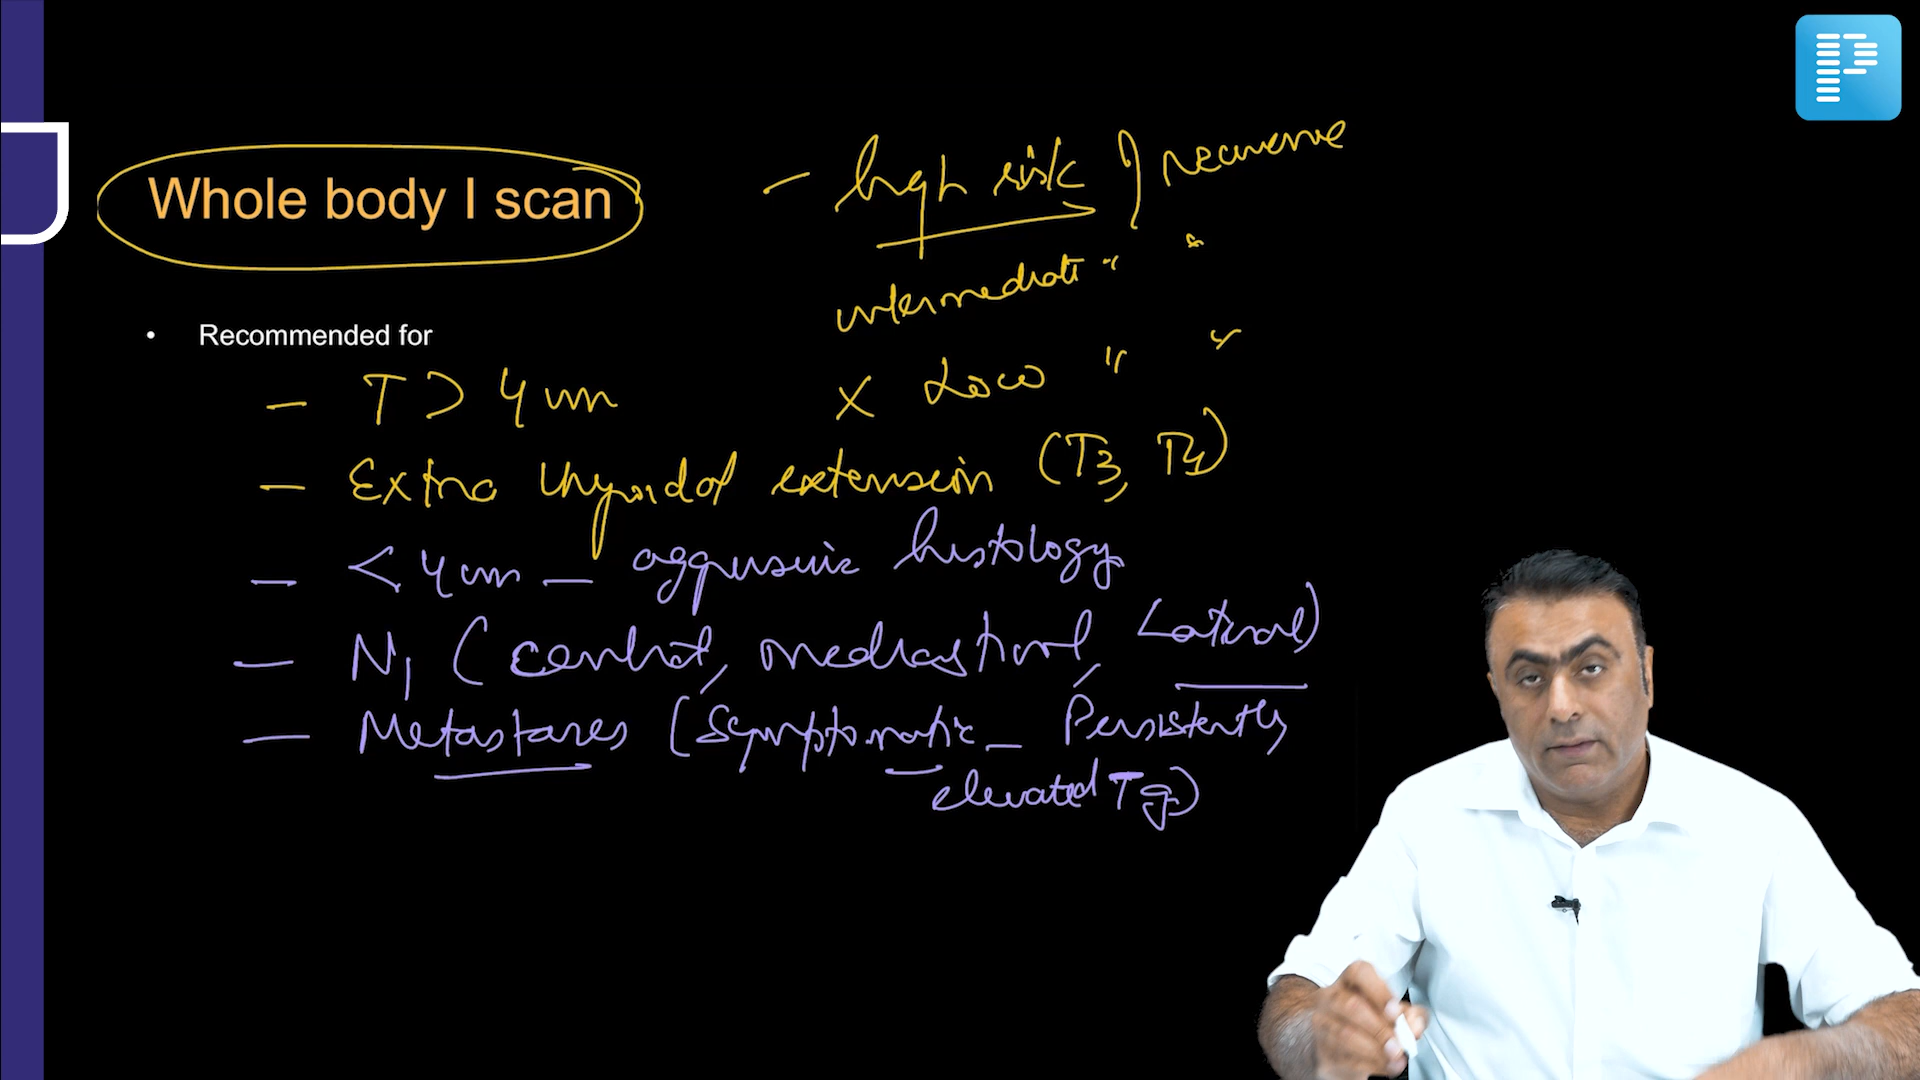 Whole body I scan
- high risk of recurrence
intermediate " "
• Recommended for
- T > 4 cm
X Low " "
- Extra thyroidal extension (T3, T4)
- < 4 cm - aggressive histology
- N1 (central, mediastinal, Lateral)
- Metastases (Symptomatic - Persistently
elevated Tg)